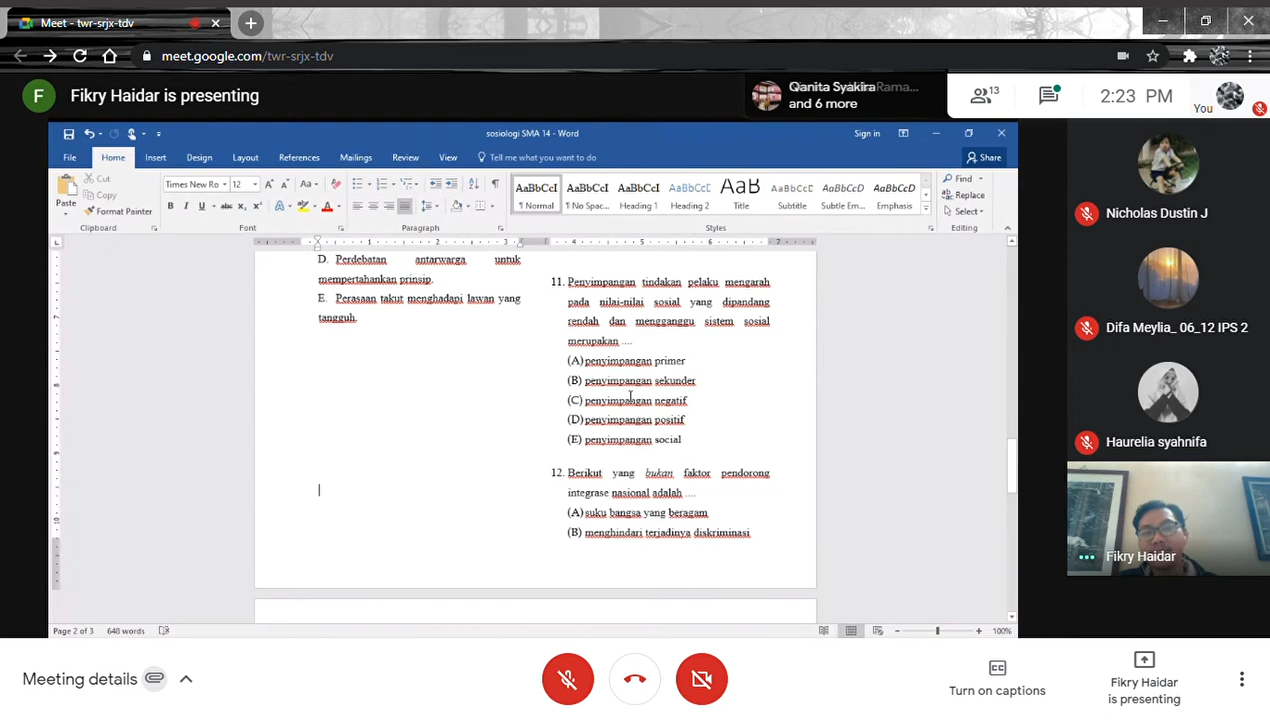 Meet - twr-srjx-tdv
meet.google.com/twr-srjx-tdv
F
Fikry Haidar is presenting
Qanita Syakira
and 6 more
13
2:23 PM
You
sosiologi SMA 14 - Word
Sign in
File Home Insert Design Layout References Mailings Review View Tell me what you want to do
Share
Paste
Cut
Copy
Format Painter
Clipboard
Times New Ro 12
Font
Paragraph
AaBbCcI AaBbCcI AaBbCcI AaBbCcD AaB AaBbCcD AaBbCcD AaBbCcI
¶ Normal ¶ No Spac... Heading 1 Heading 2 Title Subtitle Subtle Em... Emphasis
Styles
Find
Replace
Select
Editing
D. Perdebatan antarwarga untuk
mempertahankan prinsip.
E. Perasaan takut menghadapi lawan yang
tangguh.
11. Penyimpangan tindakan pelaku mengarah
pada nilai-nilai sosial yang dipandang
rendah dan mengganggu sistem sosial
merupakan ....
(A) penyimpangan primer
(B) penyimpangan sekunder
(C) penyimpangan negatif
(D) penyimpangan positif
(E) penyimpangan social
12. Berikut yang bukan faktor pendorong
integrase nasional adalah ....
(A) suku bangsa yang beragam
(B) menghindari terjadinya diskriminasi
Page 2 of 3 648 words
100%
Nicholas Dustin J
Difa Meylia_ 06_12 IPS 2
Haurelia syahnifa
Fikry Haidar
Meeting details
Turn on captions
Fikry Haidar
is presenting